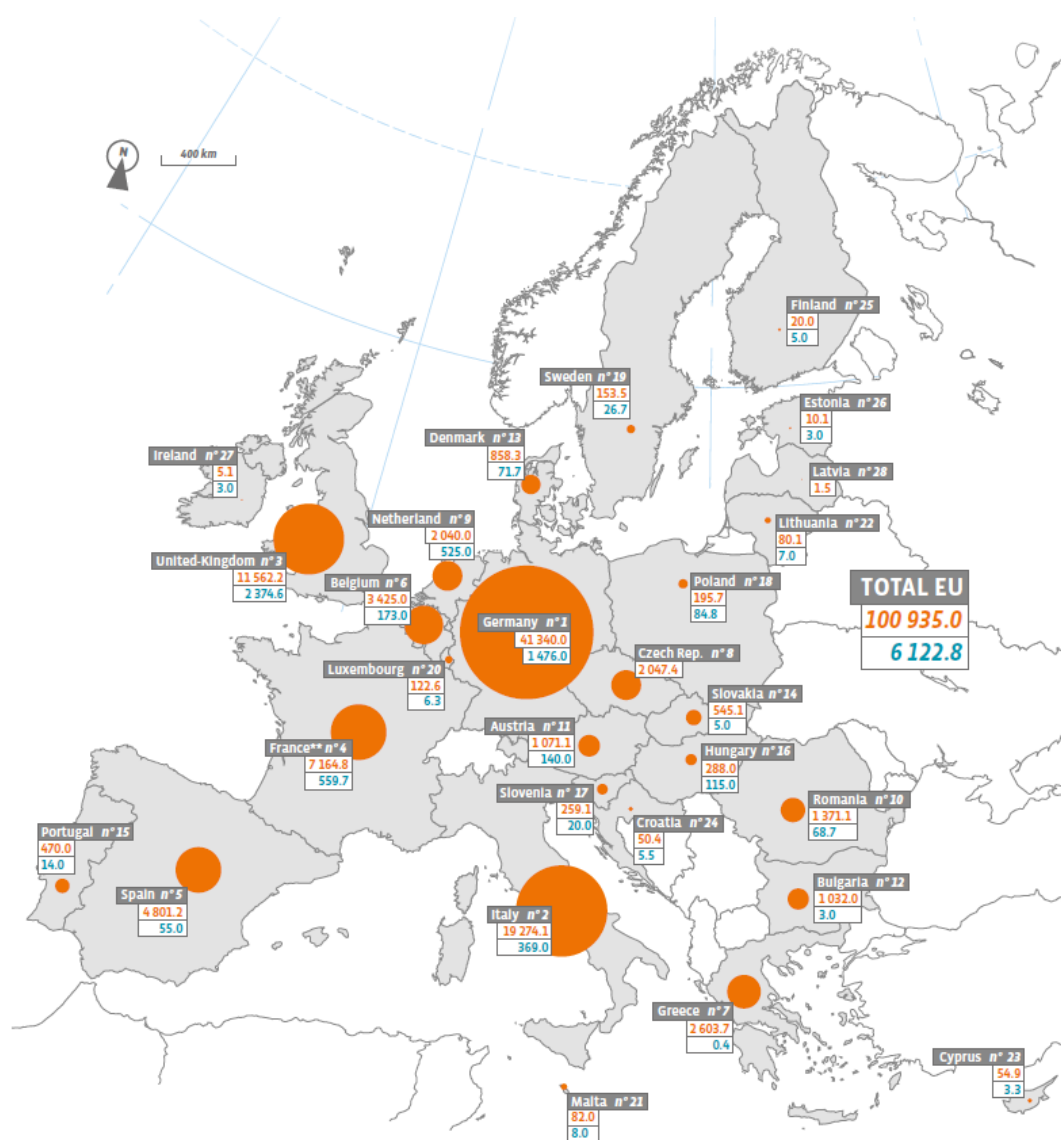 N
400 km
Finland n°25
20.0
5.0
Sweden n°19
153.5
26.7
Estonia n°26
10.1
3.0
Denmark n°13
858.3
71.7
Ireland n°27
5.1
3.0
Latvia n°28
1.5
Netherland n°9
2 040.0
525.0
Lithuania n°22
80.1
7.0
United-Kingdom n°3
11 562.2
2 374.6
Belgium n°6
3 425.0
173.0
Poland n°18
195.7
84.8
TOTAL EU
100 935.0
6 122.8
Germany n°1
41 340.0
1 476.0
Czech Rep. n°8
2 047.4
Luxembourg n°20
122.6
6.3
Slovakia n°14
545.1
5.0
Austria n°11
1 071.1
140.0
France** n°4
7 164.8
559.7
Hungary n°16
288.0
115.0
Slovenia n°17
259.1
20.0
Croatia n°24
50.4
5.5
Romania n°10
1 371.1
68.7
Portugal n°15
470.0
14.0
Spain n°5
4 801.2
55.0
Bulgaria n°12
1 032.0
3.0
Italy n°2
19 274.1
369.0
Greece n°7
2 603.7
0.4
Cyprus n° 23
54.9
3.3
Malta n°21
82.0
8.0